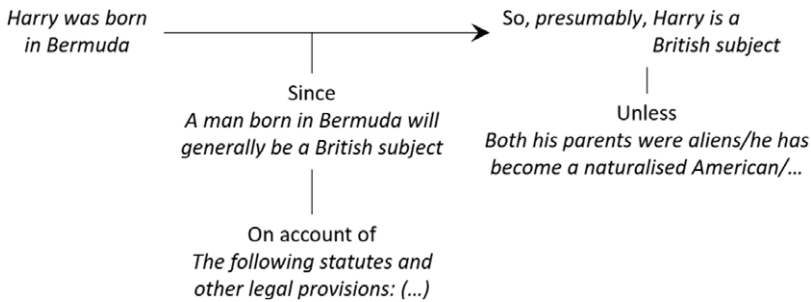 Harry was born
in Bermuda
So, presumably, Harry is a
British subject
Since
A man born in Bermuda will
generally be a British subject
Unless
Both his parents were aliens/he has
become a naturalised American/...
On account of
The following statutes and
other legal provisions: (...)